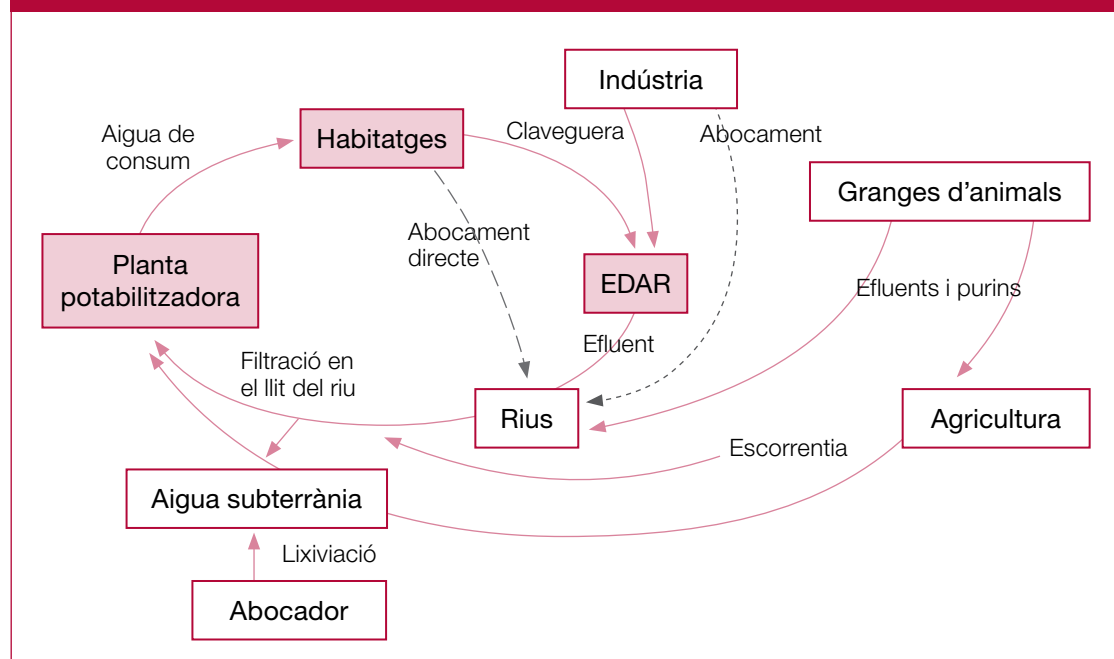 Indústria
Aigua de
consum
Habitatges
Claveguera
Abocament
Granges d’animals
Abocament
directe
Planta
potabilitzadora
EDAR
Efluents i purins
Efluent
Filtració en
el llit del riu
Rius
Agricultura
Escorrentia
Aigua subterrània
Lixiviació
Abocador